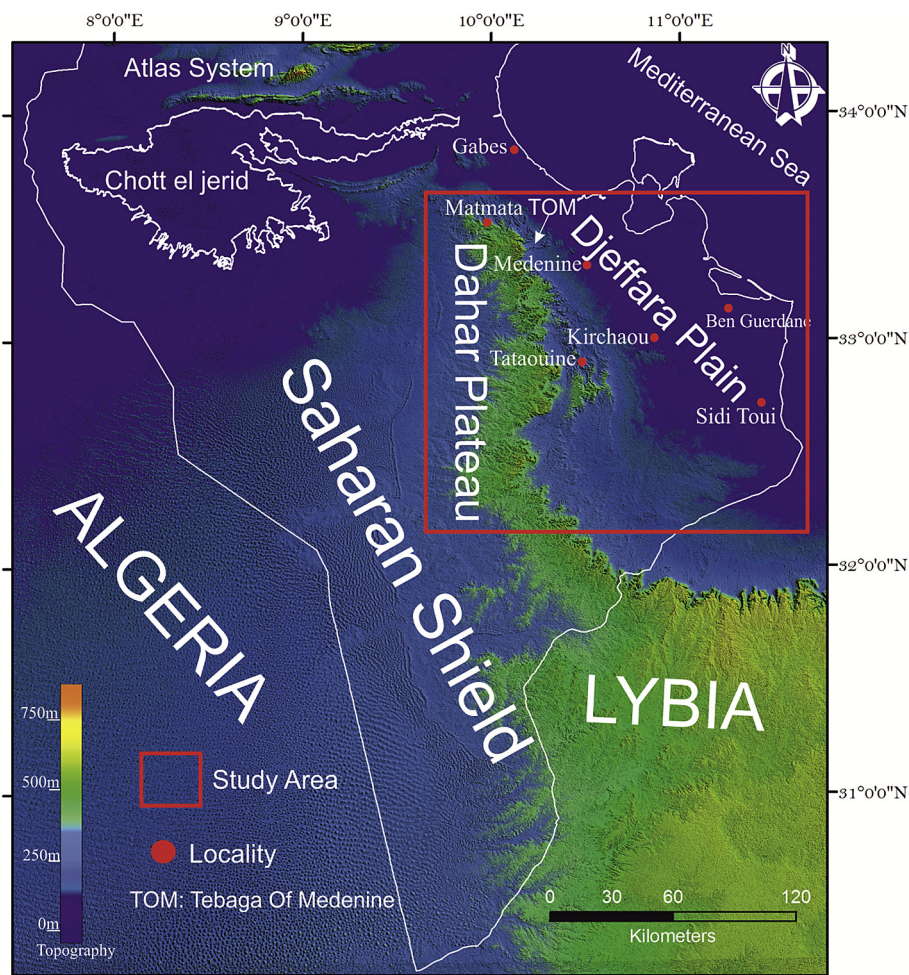 8°0'0"E 9°0'0"E 10°0'0"E 11°0'0"E
Atlas System
Mediterranean Sea
N
34°0'0"N
Gabes
Chott el jerid
Matmata TOM
Djeffara Plain
Dahar Plateau
Medenine
Ben Guerdane
Kirchaou
33°0'0"N
Tataouine
Sidi Toui
Saharan Shield
ALGERIA
32°0'0"N
LYBIA
750m
500m
250m
0m
Topography
Study Area
Locality
TOM: Tebaga Of Medenine
31°0'0"N
0 30 60 120
Kilometers